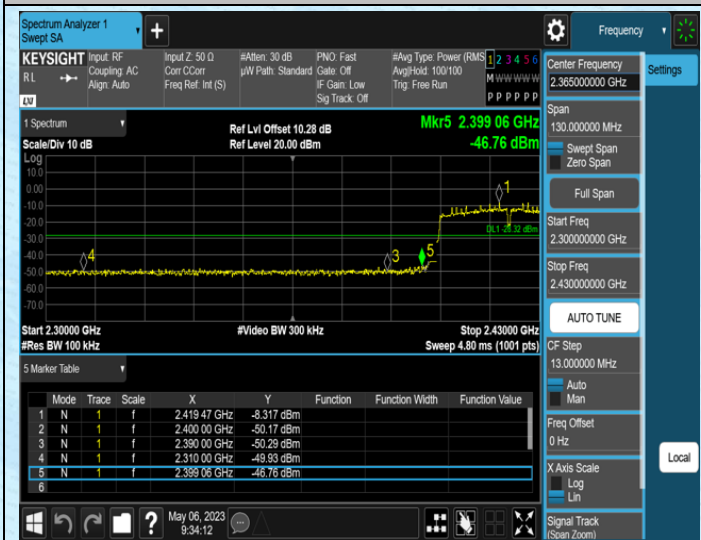 Spectrum Analyzer 1
Swept SA
Frequency
KEYSIGHT
RL
LXI
Input: RF
Coupling: AC
Align: Auto
Input Z: 50 Ω
Corr CCorr
Freq Ref: Int (S)
#Atten: 30 dB
µW Path: Standard
PNO: Fast
Gate: Off
IF Gain: Low
Sig Track: Off
#Avg Type: Power (RMS)
Avg|Hold: 100/100
Trig: Free Run
1 2 3 4 5 6
M W W W W W
P P P P P P
Center Frequency
2.365000000 GHz
Settings
1 Spectrum
Scale/Div 10 dB
Ref Lvl Offset 10.28 dB
Ref Level 20.00 dBm
Mkr5 2.399 06 GHz
-46.76 dBm
Span
130.000000 MHz
Swept Span
Zero Span
Full Span
Start Freq
2.300000000 GHz
Stop Freq
2.430000000 GHz
AUTO TUNE
CF Step
13.000000 MHz
Auto
Man
Freq Offset
0 Hz
X Axis Scale
Log
Lin
Signal Track
(Span Zoom)
Local
Log
10.0
0.00
-10.0
-20.0
-30.0
-40.0
-50.0
-60.0
-70.0
1
DL1 -28.32 dBm
4
3
5
Start 2.30000 GHz
#Video BW 300 kHz
Stop 2.43000 GHz
#Res BW 100 kHz
Sweep 4.80 ms (1001 pts)
5 Marker Table
Mode Trace Scale X Y Function Function Width Function Value
1 N 1 f 2.419 47 GHz -8.317 dBm
2 N 1 f 2.400 00 GHz -50.17 dBm
3 N 1 f 2.390 00 GHz -50.29 dBm
4 N 1 f 2.310 00 GHz -49.93 dBm
5 N 1 f 2.399 06 GHz -46.76 dBm
6
?
May 06, 2023
9:34:12